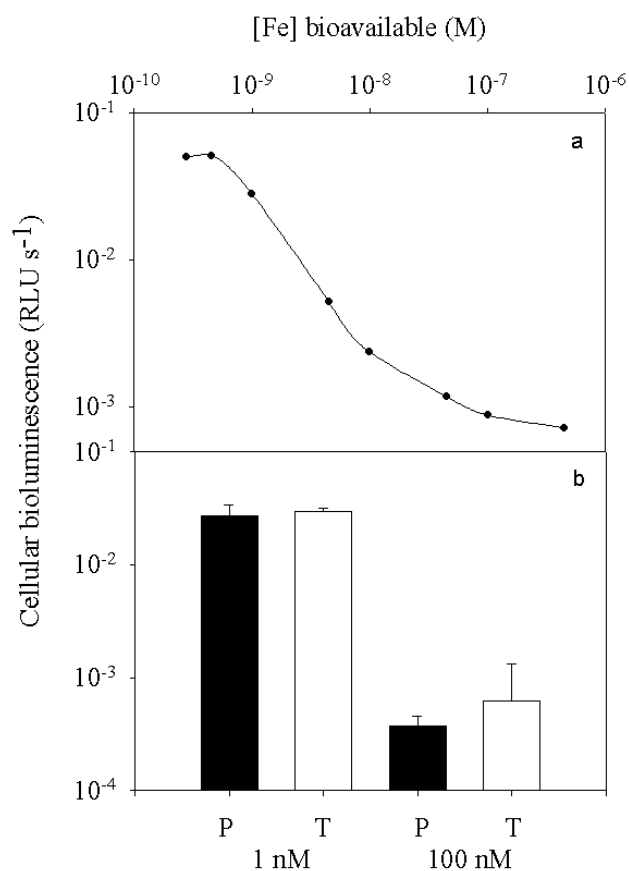 [Fe] bioavailable (M)
10⁻¹⁰ 10⁻⁹ 10⁻⁸ 10⁻⁷ 10⁻⁶
10⁻¹
a
10⁻²
10⁻³
Cellular bioluminescence (RLU s⁻¹)
10⁻¹
b
10⁻²
10⁻³
10⁻⁴
P T P T
1 nM 100 nM